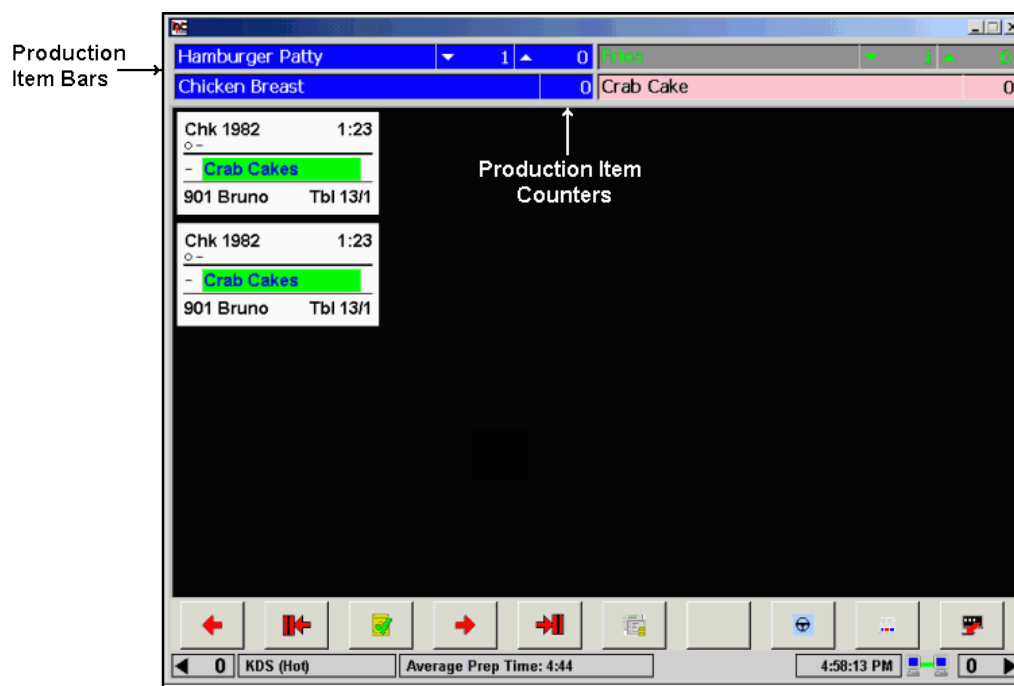 Production
Item Bars
Hamburger Patty 1 0 Fries 1 0
Chicken Breast 0 Crab Cake 0
Production Item
Counters
Chk 1982 1:23
- Crab Cakes
901 Bruno Tbl 13/1
Chk 1982 1:23
- Crab Cakes
901 Bruno Tbl 13/1
0 KDS (Hot) Average Prep Time: 4:44 4:58:13 PM 0